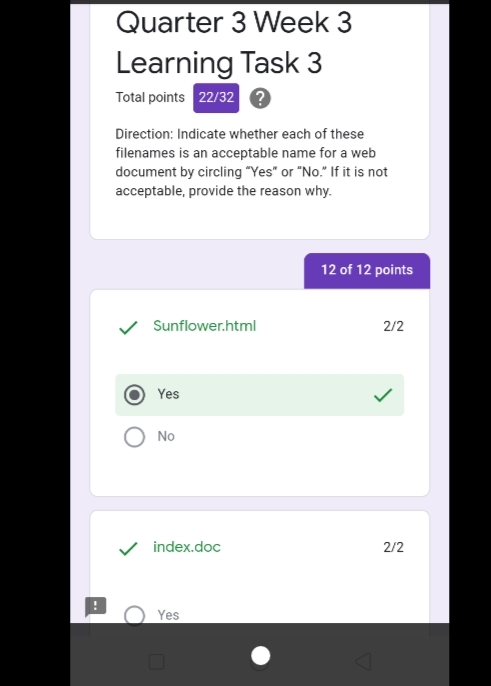 Quarter 3 Week 3
Learning Task 3
Total points 22/32 ?
Direction: Indicate whether each of these
filenames is an acceptable name for a web
document by circling “Yes” or “No.” If it is not
acceptable, provide the reason why.
12 of 12 points
Sunflower.html 2/2
Yes
No
index.doc 2/2
!
Yes